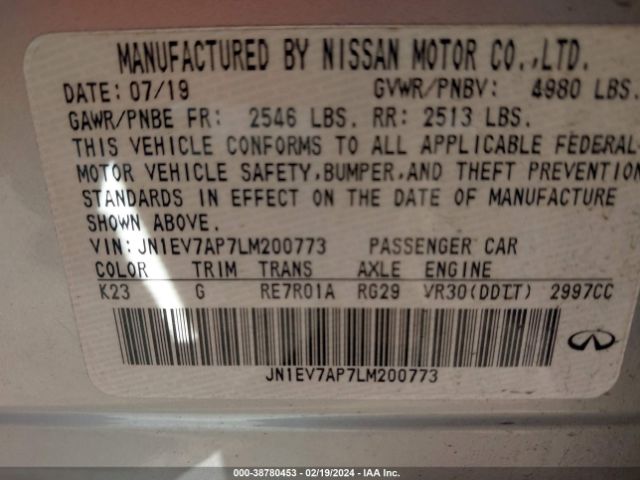 MANUFACTURED BY NISSAN MOTOR CO.,LTD.
DATE: 07/19 GVWR/PNBV: 4980 LBS.
GAWR/PNBE FR: 2546 LBS. RR: 2513 LBS.
THIS VEHICLE CONFORMS TO ALL APPLICABLE FEDERAL
MOTOR VEHICLE SAFETY,BUMPER,AND THEFT PREVENTION
STANDARDS IN EFFECT ON THE DATE OF MANUFACTURE
SHOWN ABOVE.
VIN:JN1EV7AP7LM200773 PASSENGER CAR
COLOR TRIM TRANS AXLE ENGINE
K23 G RE7R01A RG29 VR30(DDTT) 2997CC
JN1EV7AP7LM200773
000-38780453 - 02/19/2024 - IAA Inc.